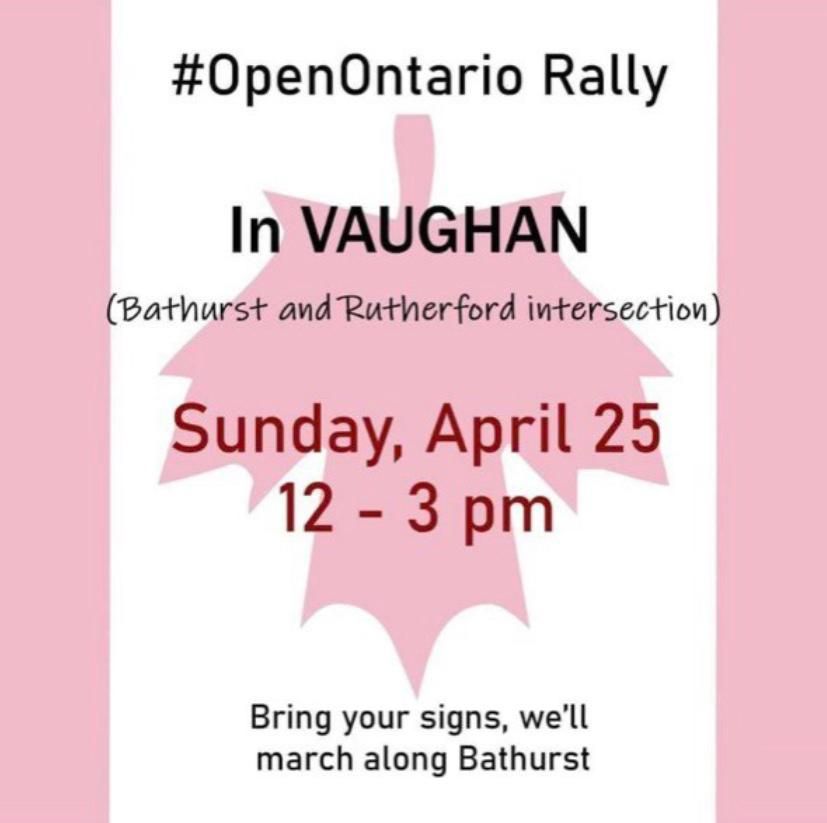 #OpenOntario Rally
In VAUGHAN
(Bathurst and Rutherford intersection)
Sunday, April 25
12 - 3 pm
Bring your signs, we'll
march along Bathurst